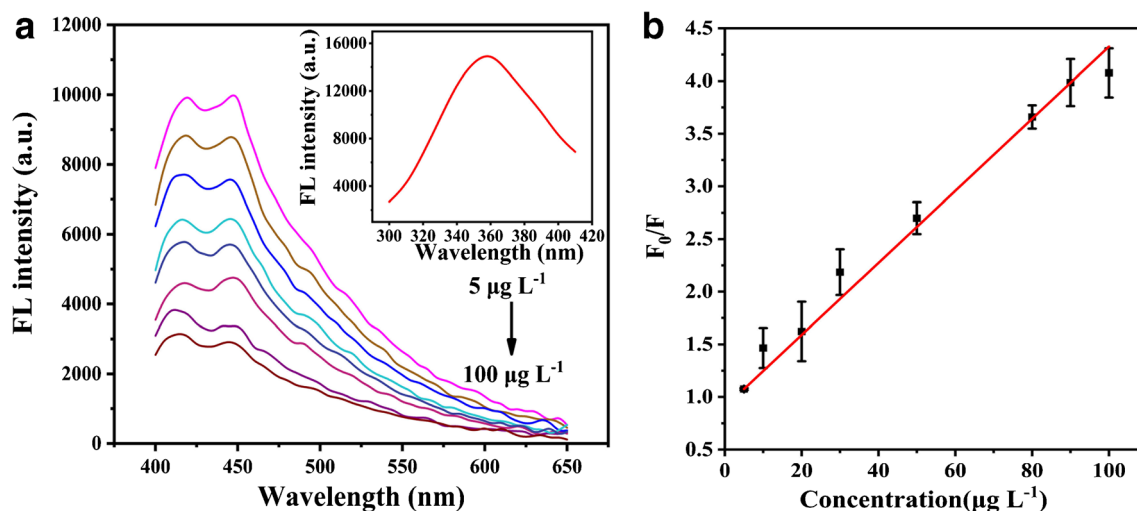 a
FL intensity (a.u.)
12000
10000
8000
6000
4000
2000
0
400 450 500 550 600 650
Wavelength (nm)
FL intensity (a.u.)
16000
12000
8000
4000
300 320 340 360 380 400 420
Wavelength (nm)
5 µg L⁻¹
100 µg L⁻¹
b
F₀/F
4.5
4.0
3.5
3.0
2.5
2.0
1.5
1.0
0.5
0 20 40 60 80 100
Concentration(µg L⁻¹)